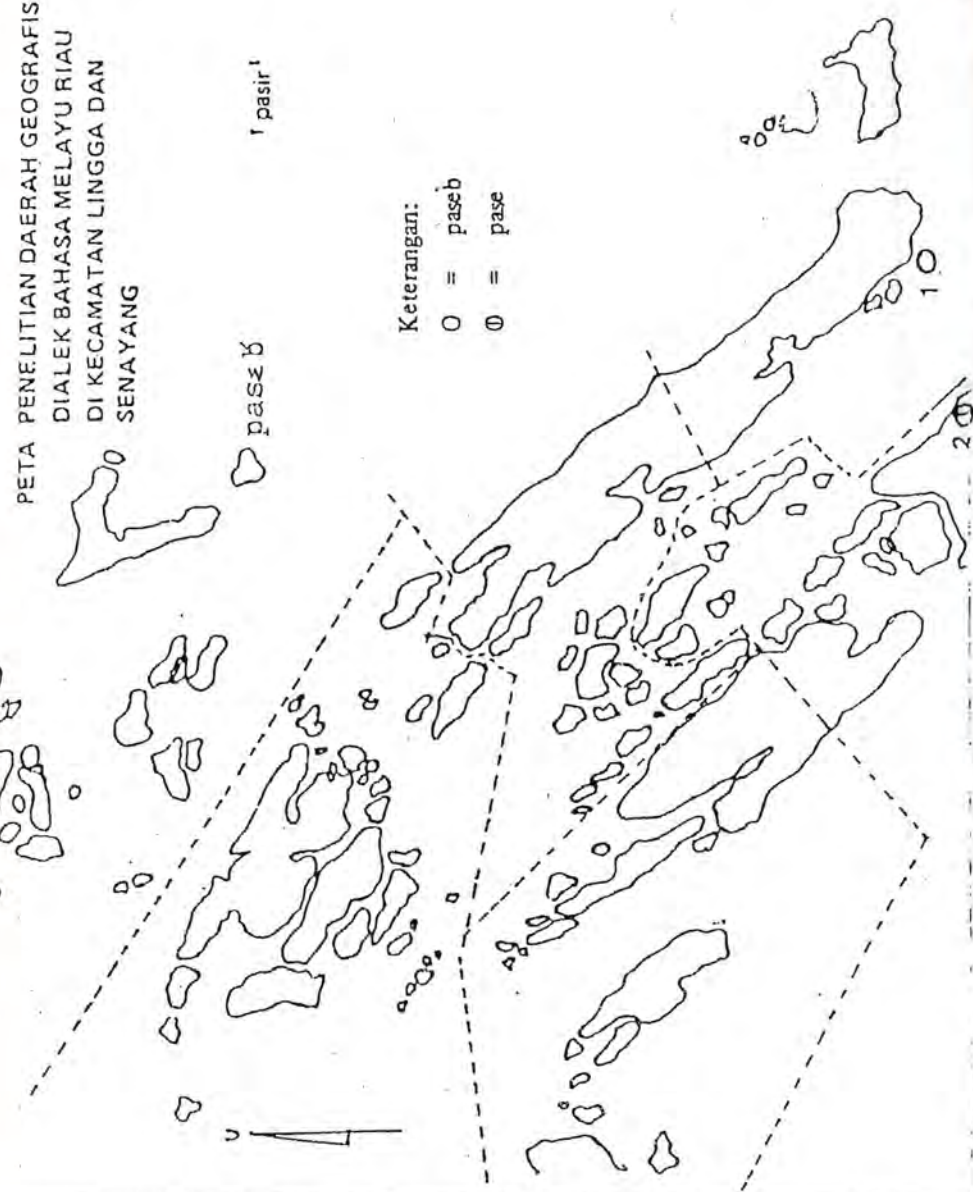 PETA PENELITIAN DAERAH GEOGRAFIS
DIALEK BAHASA MELAYU RIAU
DI KECAMATAN LINGGA DAN
SENAYANG
'pasir'
Keterangan:
O = paseb
⦶ = pase
U
1 O
2 ⦶